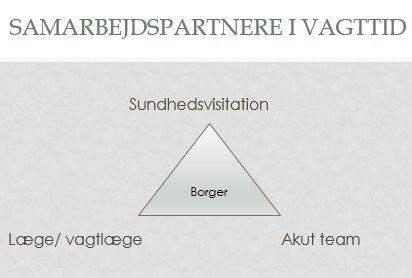 SAMARBEJDSPARTNERE I VAGTTID
Sundhedsvisitation
Borger
Læge/ vagtlæge
Akut team